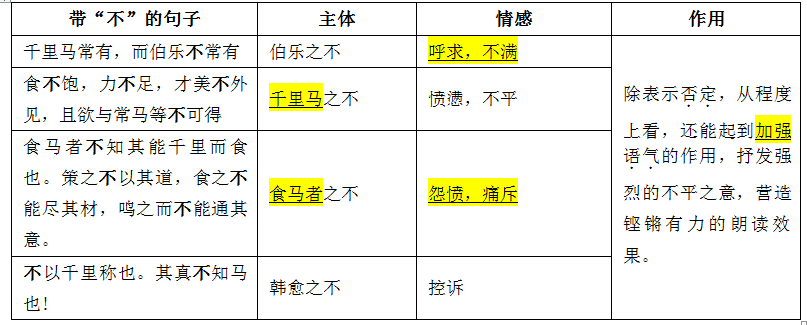 带“不”的句子 主体 情感 作用
千里马常有，而伯乐不常有 伯乐之不 呼求，不满
食不饱，力不足，才美不外
见，且欲与常马等不可得
千里马之不 愤懑，不平
食马者不知其能千里而食
也。策之不以其道，食之不
能尽其材，鸣之而不能通其
意。
食马者之不 怨愤，痛斥
不以千里称也。其真不知马
也！
韩愈之不 控诉
除表示否定，从程度
上看，还能起到加强
语气的作用，抒发强
烈的不平之意，营造
铿锵有力的朗读效
果。